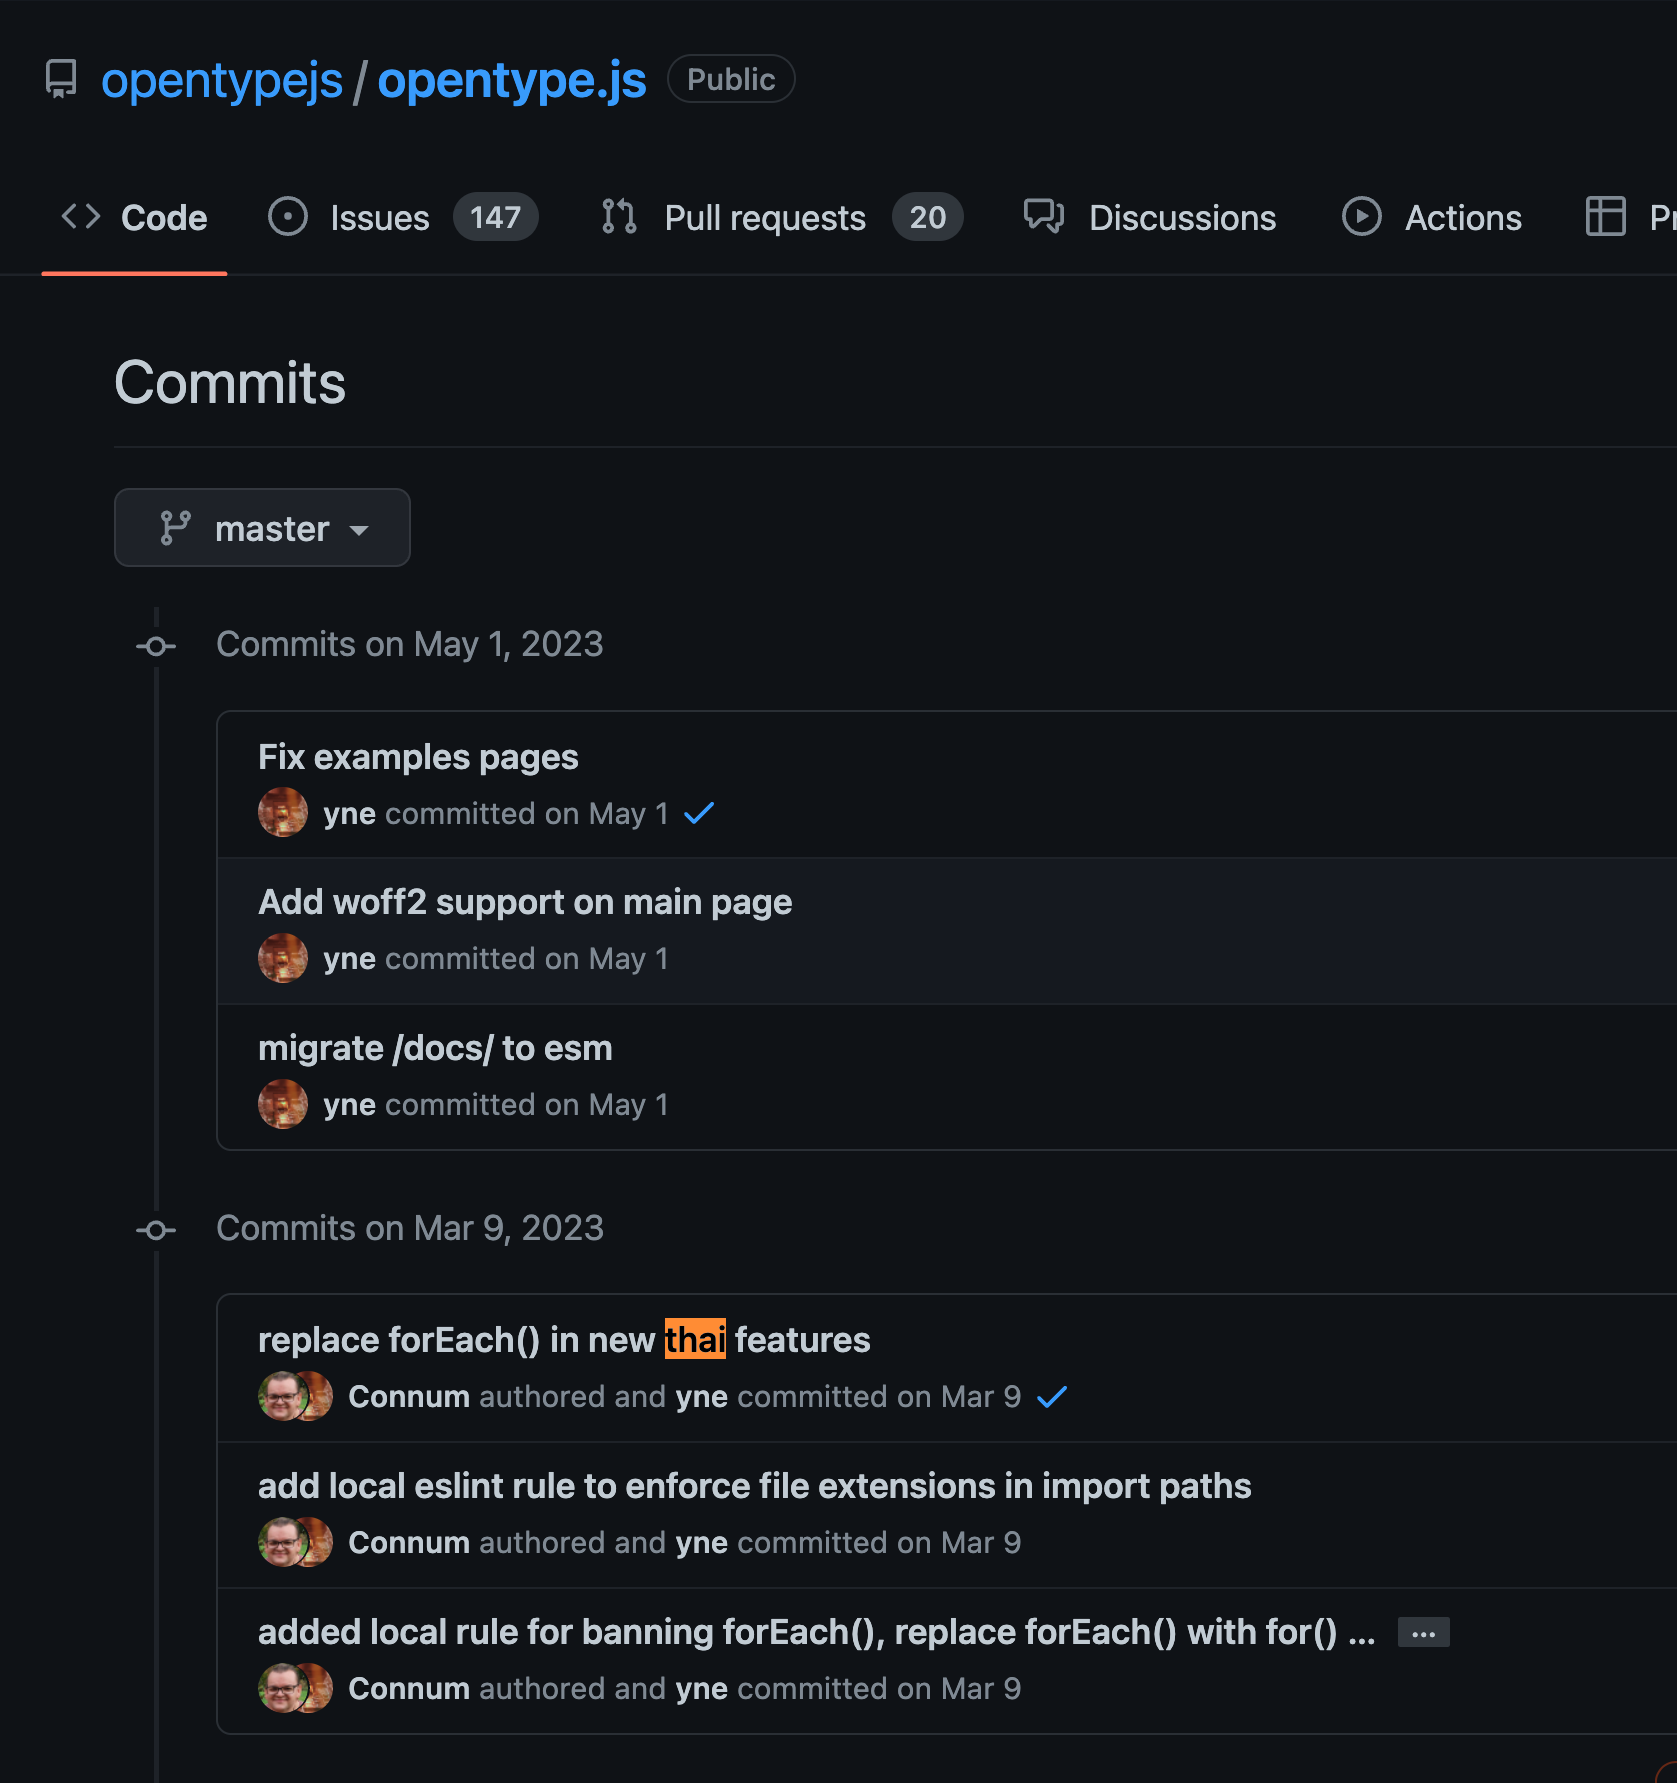 opentypejs / opentype.js Public
Code Issues 147 Pull requests 20 Discussions Actions Pr
Commits
master
Commits on May 1, 2023
Fix examples pages
yne committed on May 1
Add woff2 support on main page
yne committed on May 1
migrate /docs/ to esm
yne committed on May 1
Commits on Mar 9, 2023
replace forEach() in new thai features
Connum authored and yne committed on Mar 9
add local eslint rule to enforce file extensions in import paths
Connum authored and yne committed on Mar 9
added local rule for banning forEach(), replace forEach() with for() ... …
Connum authored and yne committed on Mar 9